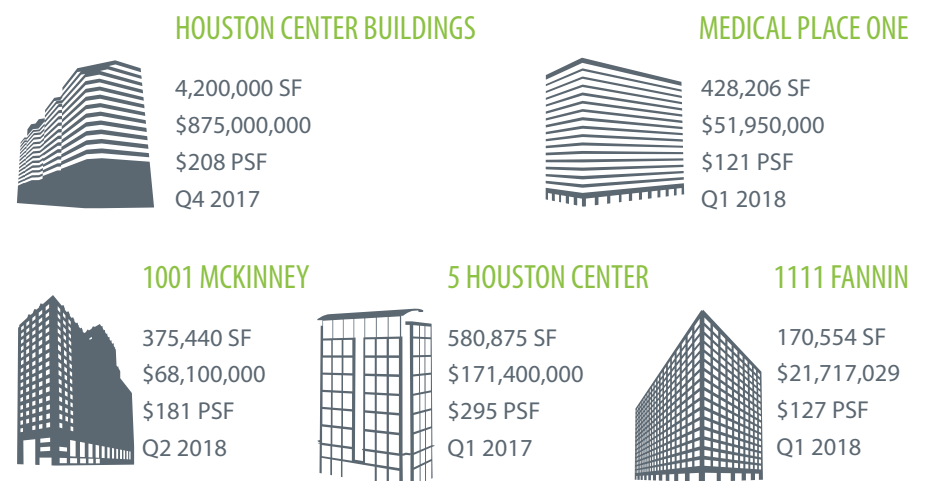 HOUSTON CENTER BUILDINGS
4,200,000 SF
$875,000,000
$208 PSF
Q4 2017
MEDICAL PLACE ONE
428,206 SF
$51,950,000
$121 PSF
Q1 2018
1001 MCKINNEY
375,440 SF
$68,100,000
$181 PSF
Q2 2018
5 HOUSTON CENTER
580,875 SF
$171,400,000
$295 PSF
Q1 2017
1111 FANNIN
170,554 SF
$21,717,029
$127 PSF
Q1 2018